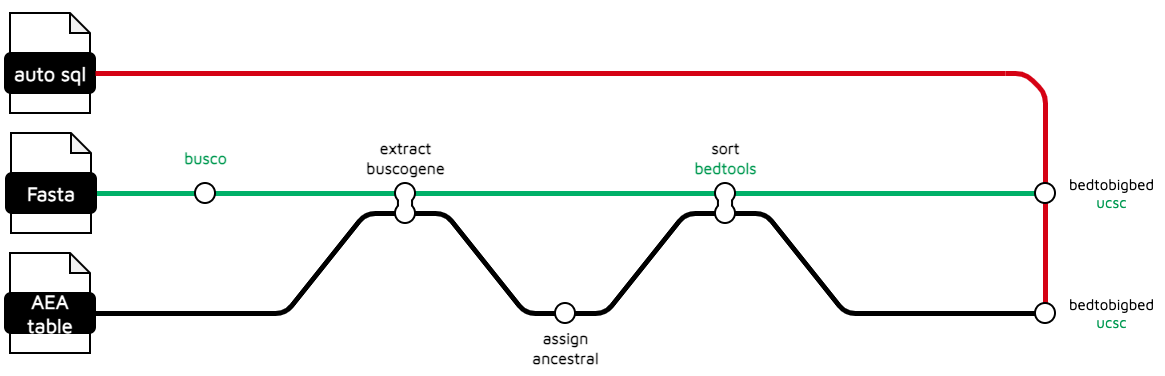 auto sql
busco
extract
buscogene
sort
bedtools
Fasta
bedtobigbed
ucsc
AEA
table
assign
ancestral
bedtobigbed
ucsc